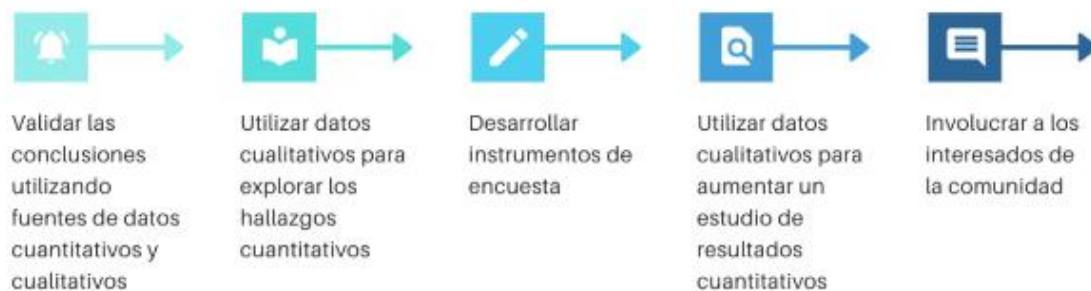 Validar las
conclusiones
utilizando
fuentes de datos
cuantitativos y
cualitativos
Utilizar datos
cualitativos para
explorar los
hallazgos
cuantitativos
Desarrollar
instrumentos de
encuesta
Utilizar datos
cualitativos para
aumentar un
estudio de
resultados
cuantitativos
Involucrar a los
interesados de
la comunidad